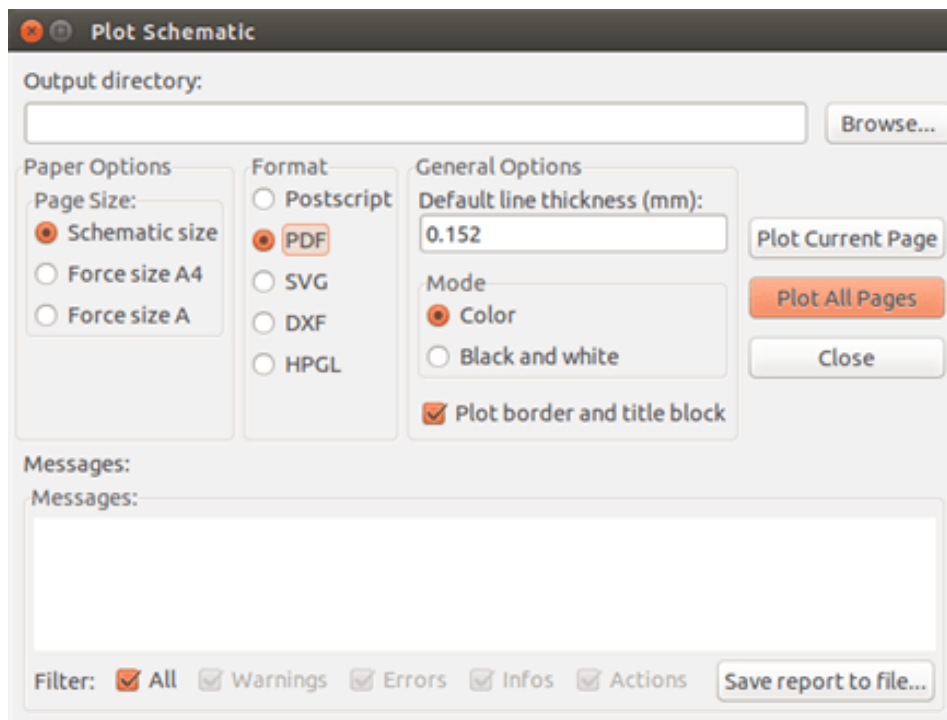 Plot Schematic
Output directory:
Browse...
Paper Options
Page Size:
Schematic size
Force size A4
Force size A
Format
Postscript
PDF
SVG
DXF
HPGL
General Options
Default line thickness (mm):
0.152
Mode
Color
Black and white
Plot border and title block
Plot Current Page
Plot All Pages
Close
Messages:
Messages:
Filter: All Warnings Errors Infos Actions Save report to file...